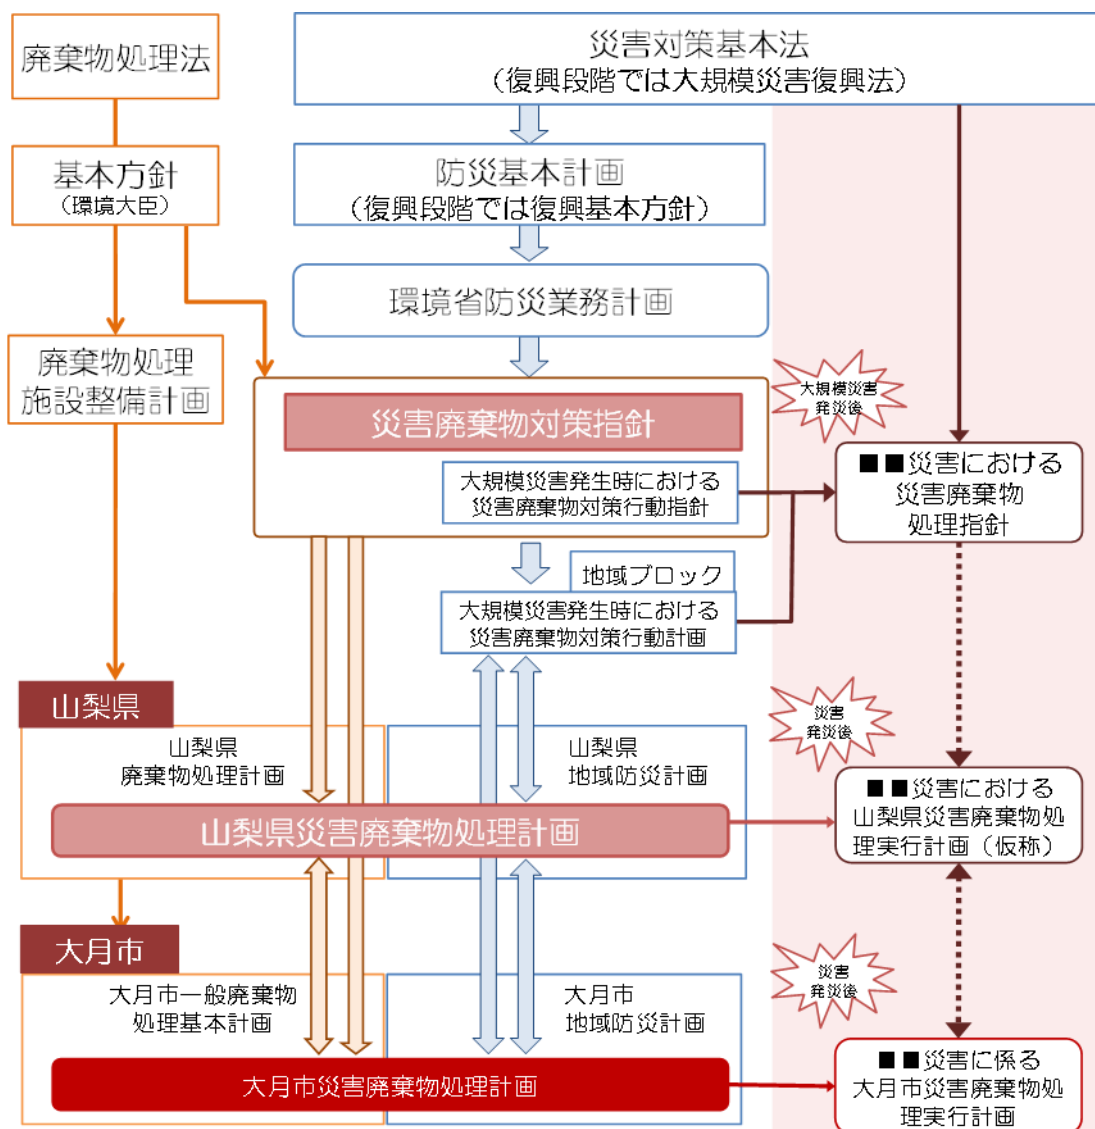 廃棄物処理法
災害対策基本法
（復興段階では大規模災害復興法）
基本方針
（環境大臣）
防災基本計画
（復興段階では復興基本方針）
環境省防災業務計画
廃棄物処理
施設整備計画
災害廃棄物対策指針
大規模災害発生時における
災害廃棄物対策行動指針
大規模災害
発災後
■■災害における
災害廃棄物
処理指針
地域ブロック
大規模災害発生時における
災害廃棄物対策行動計画
山梨県
山梨県
廃棄物処理計画
山梨県
地域防災計画
災害
発災後
山梨県災害廃棄物処理計画
■■災害における
山梨県災害廃棄物処
理実行計画（仮称）
大月市
大月市一般廃棄物
処理基本計画
大月市
地域防災計画
災害
発災後
大月市災害廃棄物処理計画
■■災害に係る
大月市災害廃棄物処
理実行計画